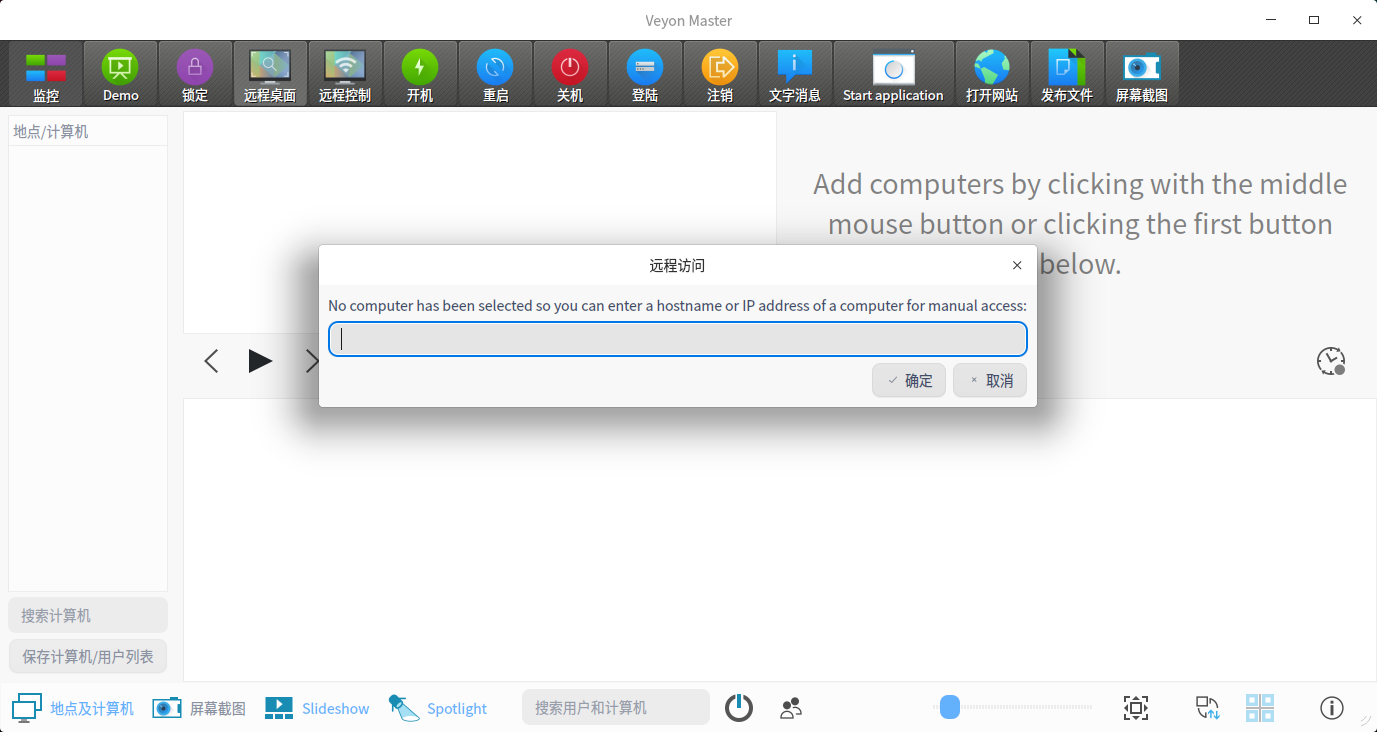 Veyon Master
监控
Demo
锁定
远程桌面
远程控制
开机
重启
关机
登陆
注销
文字消息
Start application
打开网站
发布文件
屏幕截图
地点/计算机
Add computers by clicking with the middle
mouse button or clicking the first button
below.
远程访问
No computer has been selected so you can enter a hostname or IP address of a computer for manual access:
确定
取消
搜索计算机
保存计算机/用户列表
地点及计算机
屏幕截图
Slideshow
Spotlight
搜索用户和计算机